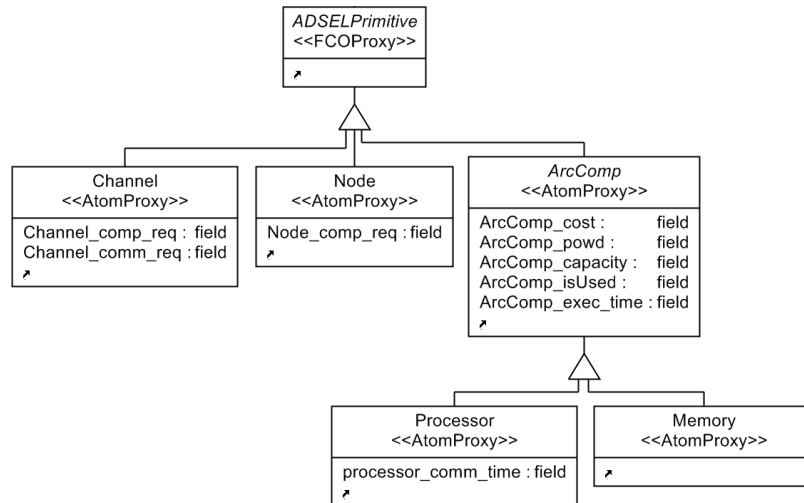 ADSELPrimitive
<<FCOProxy>>
Channel
<<AtomProxy>>
Channel_comp_req : field
Channel_comm_req : field
Node
<<AtomProxy>>
Node_comp_req : field
ArcComp
<<AtomProxy>>
ArcComp_cost : field
ArcComp_powd : field
ArcComp_capacity : field
ArcComp_isUsed : field
ArcComp_exec_time : field
Processor
<<AtomProxy>>
processor_comm_time : field
Memory
<<AtomProxy>>